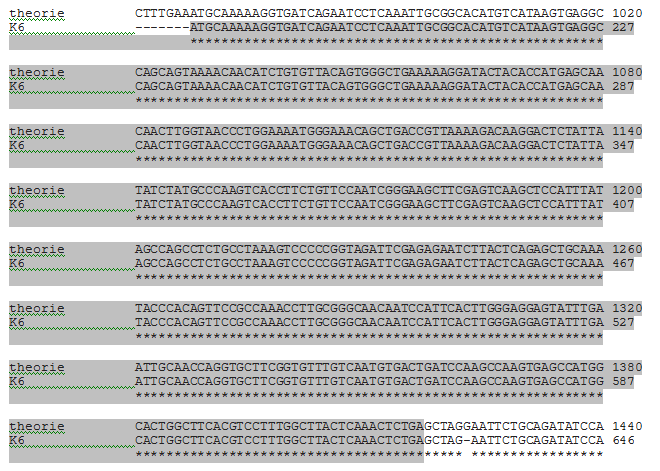 theorie CTTTGAAATGCAAAAAGGTGATCAGAATCCTCAAATTGCGGCACATGTCATAAGTGAGGC 1020
K6 -------ATGCAAAAAGGTGATCAGAATCCTCAAATTGCGGCACATGTCATAAGTGAGGC 227
*****************************************************
theorie CAGCAGTAAAACAACATCTGTGTTACAGTGGGCTGAAAAAGGATACTACACCATGAGCAA 1080
K6 CAGCAGTAAAACAACATCTGTGTTACAGTGGGCTGAAAAAGGATACTACACCATGAGCAA 287
************************************************************
theorie CAACTTGGTAACCCTGGAAAATGGGAAACAGCTGACCGTTAAAAGACAAGGACTCTATTA 1140
K6 CAACTTGGTAACCCTGGAAAATGGGAAACAGCTGACCGTTAAAAGACAAGGACTCTATTA 347
************************************************************
theorie TATCTATGCCCAAGTCACCTTCTGTTCCAATCGGGAAGCTTCGAGTCAAGCTCCATTTAT 1200
K6 TATCTATGCCCAAGTCACCTTCTGTTCCAATCGGGAAGCTTCGAGTCAAGCTCCATTTAT 407
************************************************************
theorie AGCCAGCCTCTGCCTAAAGTCCCCCGGTAGATTCGAGAGAATCTTACTCAGAGCTGCAAA 1260
K6 AGCCAGCCTCTGCCTAAAGTCCCCCGGTAGATTCGAGAGAATCTTACTCAGAGCTGCAAA 467
************************************************************
theorie TACCCACAGTTCCGCCAAACCTTGCGGGCAACAATCCATTCACTTGGGAGGAGTATTTGA 1320
K6 TACCCACAGTTCCGCCAAACCTTGCGGGCAACAATCCATTCACTTGGGAGGAGTATTTGA 527
************************************************************
theorie ATTGCAACCAGGTGCTTCGGTGTTTGTCAATGTGACTGATCCAAGCCAAGTGAGCCATGG 1380
K6 ATTGCAACCAGGTGCTTCGGTGTTTGTCAATGTGACTGATCCAAGCCAAGTGAGCCATGG 587
************************************************************
theorie CACTGGCTTCACGTCCTTTGGCTTACTCAAACTCTGAGCTAGGAATTCTGCAGATATCCA 1440
K6 CACTGGCTTCACGTCCTTTGGCTTACTCAAACTCTGAGCTAG-AATTCTGCAGATATCCA 646
****************************************** *****************